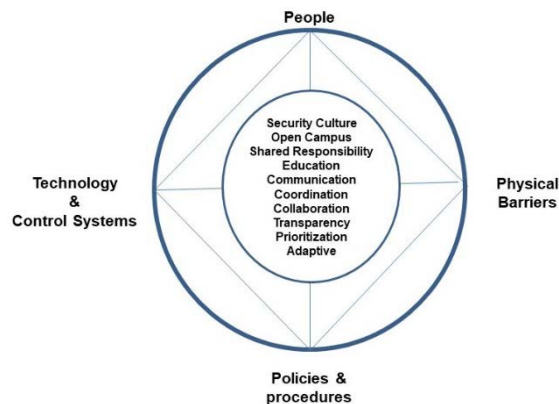 People
Security Culture
Open Campus
Shared Responsibility
Education
Communication
Coordination
Collaboration
Transparency
Prioritization
Adaptive
Technology
&
Control Systems
Physical
Barriers
Policies &
procedures